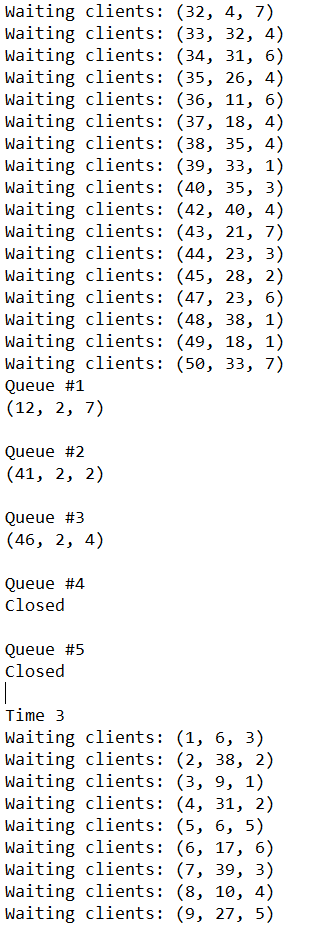 Waiting clients: (32, 4, 7)
Waiting clients: (33, 32, 4)
Waiting clients: (34, 31, 6)
Waiting clients: (35, 26, 4)
Waiting clients: (36, 11, 6)
Waiting clients: (37, 18, 4)
Waiting clients: (38, 35, 4)
Waiting clients: (39, 33, 1)
Waiting clients: (40, 35, 3)
Waiting clients: (42, 40, 4)
Waiting clients: (43, 21, 7)
Waiting clients: (44, 23, 3)
Waiting clients: (45, 28, 2)
Waiting clients: (47, 23, 6)
Waiting clients: (48, 38, 1)
Waiting clients: (49, 18, 1)
Waiting clients: (50, 33, 7)
Queue #1
(12, 2, 7)
Queue #2
(41, 2, 2)
Queue #3
(46, 2, 4)
Queue #4
Closed
Queue #5
Closed
Time 3
Waiting clients: (1, 6, 3)
Waiting clients: (2, 38, 2)
Waiting clients: (3, 9, 1)
Waiting clients: (4, 31, 2)
Waiting clients: (5, 6, 5)
Waiting clients: (6, 17, 6)
Waiting clients: (7, 39, 3)
Waiting clients: (8, 10, 4)
Waiting clients: (9, 27, 5)